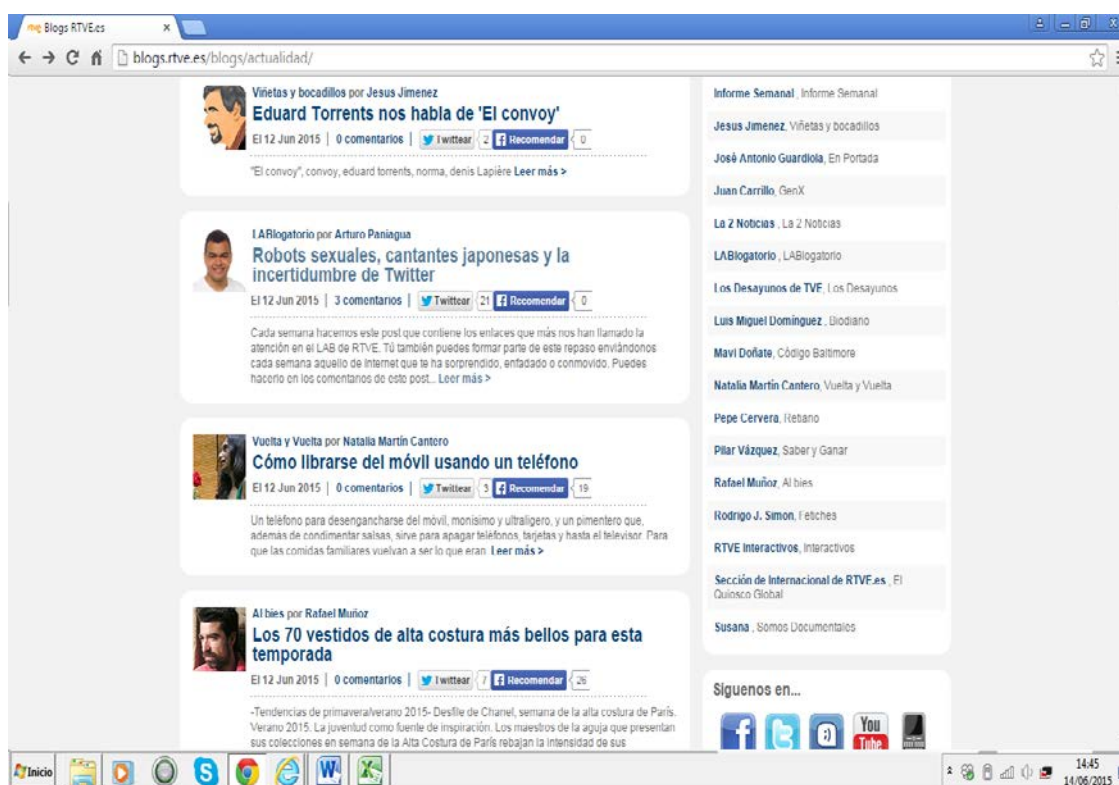 me Blogs RTVE.es
blogs.rtve.es/blogs/actualidad/
Viñetas y bocadillos por Jesus Jimenez
Eduard Torrents nos habla de 'El convoy'
El 12 Jun 2015 | 0 comentarios | Twittear 2 Recomendar 0
"El convoy", convoy, eduard torrents, norma, denis Lapière Leer más >
LABlogatorio por Arturo Paniagua
Robots sexuales, cantantes japonesas y la
incertidumbre de Twitter
El 12 Jun 2015 | 3 comentarios | Twittear 21 Recomendar 0
Cada semana hacemos este post que contiene los enlaces que más nos han llamado la
atención en el LAB de RTVE. Tú también puedes formar parte de este repaso enviándonos
cada semana aquello de Internet que te ha sorprendido, enfadado o conmovido. Puedes
hacerlo en los comentarios de este post... Leer más >
Vuelta y Vuelta por Natalia Martín Cantero
Cómo librarse del móvil usando un teléfono
El 12 Jun 2015 | 0 comentarios | Twittear 3 Recomendar 19
Un teléfono para desengancharse del móvil, monísimo y ultraligero, y un pimentero que,
además de condimentar salsas, sirve para apagar teléfonos, tarjetas y hasta el televisor. Para
que las comidas familiares vuelvan a ser lo que eran Leer más >
Al bies por Rafael Muñoz
Los 70 vestidos de alta costura más bellos para esta
temporada
El 12 Jun 2015 | 0 comentarios | Twittear 7 Recomendar 26
-Tendencias de primavera/verano 2015- Desfile de Chanel, semana de la alta costura de París.
Verano 2015. La juventud como fuente de inspiración. Los maestros de la aguja que presentan
sus colecciones en semana de la Alta Costura de París rebajan la intensidad de sus
Informe Semanal , Informe Semanal
Jesus Jimenez, Viñetas y bocadillos
José Antonio Guardiola, En Portada
Juan Carrillo, GenX
La 2 Noticias , La 2 Noticias
LABlogatorio , LABlogatorio
Los Desayunos de TVE, Los Desayunos
Luis Miguel Domínguez , Biodiario
Mavi Doñate, Código Baltimore
Natalia Martín Cantero, Vuelta y Vuelta
Pepe Cervera, Retiario
Pilar Vázquez, Saber y Ganar
Rafael Muñoz, Al bies
Rodrigo J. Simon, Fetiches
RTVE Interactivos, Interactivos
Sección de Internacional de RTVE.es , El
Quiosco Global
Susana , Somos Documentales
Siguenos en...
You
Tube
Inicio
14:45
14/06/2015